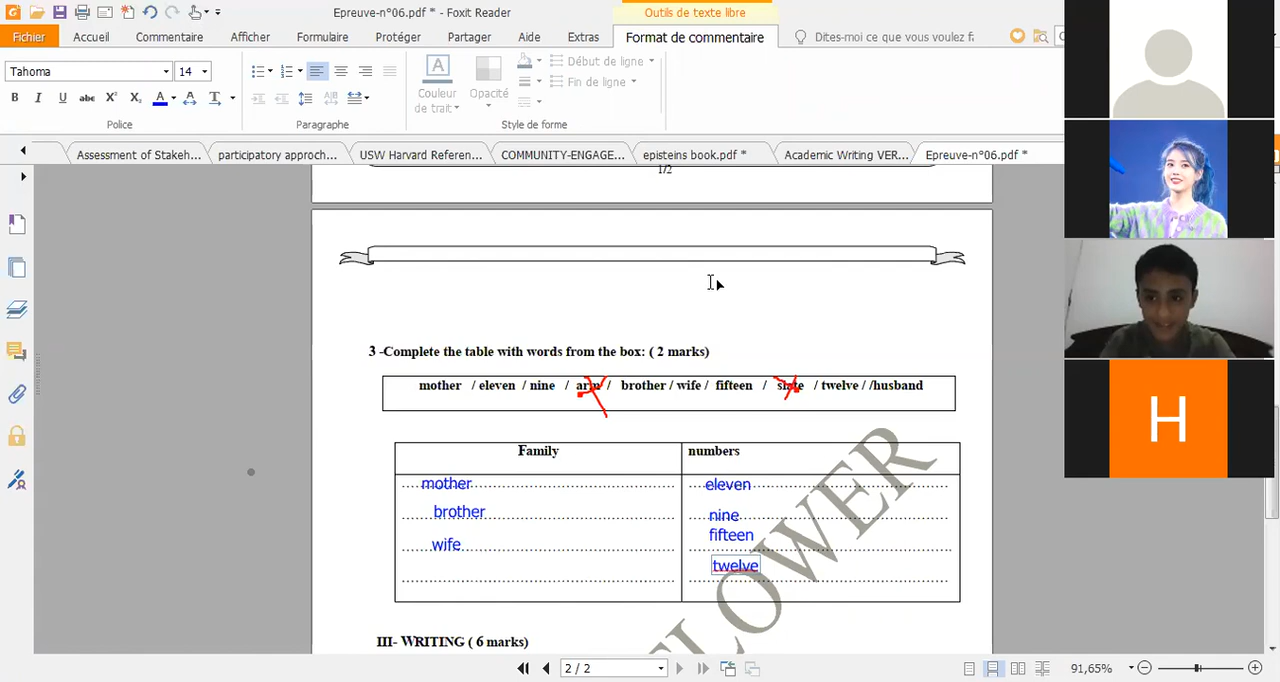 Epreuve-n°06.pdf * - Foxit Reader
Outils de texte libre
Fichier Accueil Commentaire Afficher Formulaire Protéger Partager Aide Extras Format de commentaire Dites-moi ce que vous voulez fa
Tahoma 14
Début de ligne
Fin de ligne
Couleur de trait
Opacité
Police Paragraphe Style de forme
Assessment of Stakeh... participatory approch... USW Harvard Referen... COMMUNITY-ENGAGE... episteins book.pdf * Academic Writing VER... Epreuve-n°06.pdf *
1/2
3 -Complete the table with words from the box: ( 2 marks)
mother / eleven / nine / arm / brother / wife / fifteen / slate / twelve / /husband
Family numbers
mother eleven
brother nine
fifteen
wife
twelve
LOWER
III- WRITING ( 6 marks)
H
2 / 2
91,65%